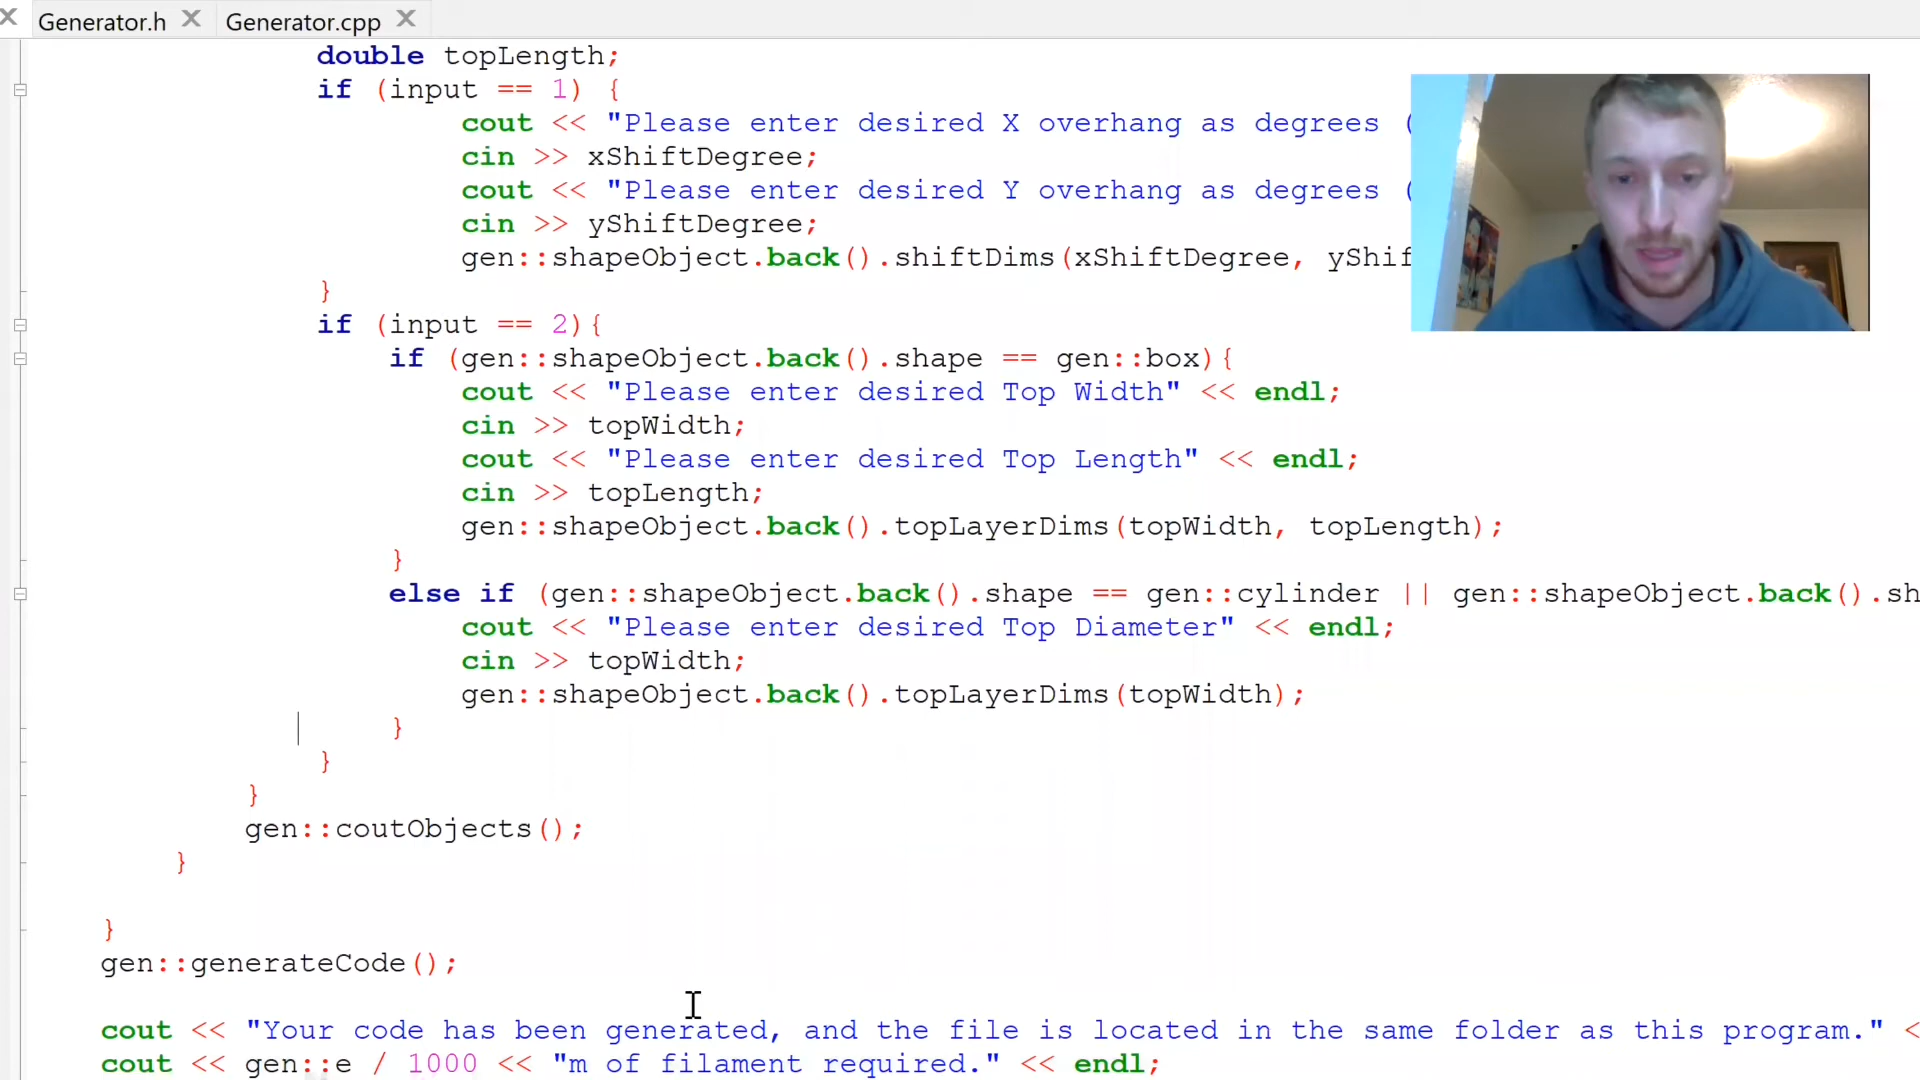 Generator.h Generator.cpp
double topLength;
if (input == 1) {
cout << "Please enter desired X overhang as degrees (
cin >> xShiftDegree;
cout << "Please enter desired Y overhang as degrees (
cin >> yShiftDegree;
gen::shapeObject.back().shiftDims(xShiftDegree, yShif
}
if (input == 2){
if (gen::shapeObject.back().shape == gen::box){
cout << "Please enter desired Top Width" << endl;
cin >> topWidth;
cout << "Please enter desired Top Length" << endl;
cin >> topLength;
gen::shapeObject.back().topLayerDims(topWidth, topLength);
}
else if (gen::shapeObject.back().shape == gen::cylinder || gen::shapeObject.back().sh
cout << "Please enter desired Top Diameter" << endl;
cin >> topWidth;
gen::shapeObject.back().topLayerDims(topWidth);
}
}
}
gen::coutObjects();
}
}
gen::generateCode();
cout << "Your code has been generated, and the file is located in the same folder as this program." <
cout << gen::e / 1000 << "m of filament required." << endl;